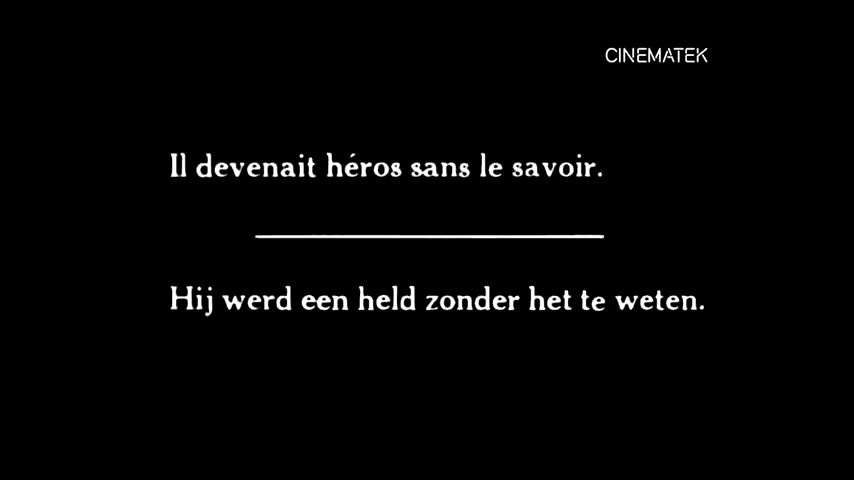 CINEMATEK
Il devenait héros sans le savoir.
Hij werd een held zonder het te weten.